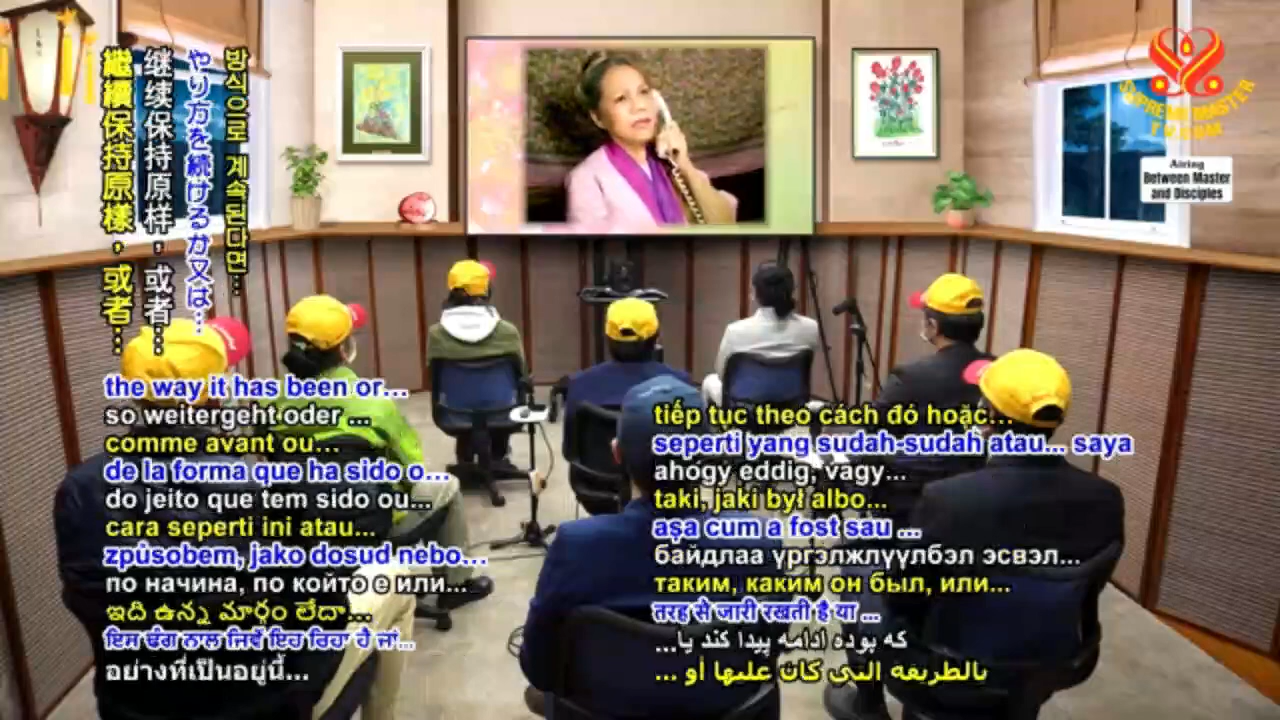 방식으로 계속된다면...
やり方を続けるか又は...
继续保持原样，或者...
繼續保持原樣，或者...
SUPREME MASTER
TV.COM
Airing
Between Master
and Disciples
the way it has been or...
so weitergeht oder ...
comme avant ou...
de la forma que ha sido o...
do jeito que tem sido ou...
cara seperti ini atau...
způsobem, jako dosud nebo...
по начина, по който е или...
ఇది ఉన్న మార్గం లేదా...
ਇਸ ਢੰਗ ਨਾਲ ਜਿਵੇਂ ਇਹ ਰਿਹਾ ਹੈ ਜਾਂ...
อย่างที่เป็นอยู่นี้...
tiếp tục theo cách đó hoặc...
seperti yang sudah-sudah atau... saya
ahogy eddig, vagy...
taki, jaki był albo...
aşa cum a fost sau ...
байдлаа үргэлжлүүлбэл эсвэл...
таким, каким он был, или...
तरह से जारी रखती है या ...
که بوده ادامه پیدا کند یا...
بالطريقة التي كان عليها أو ...